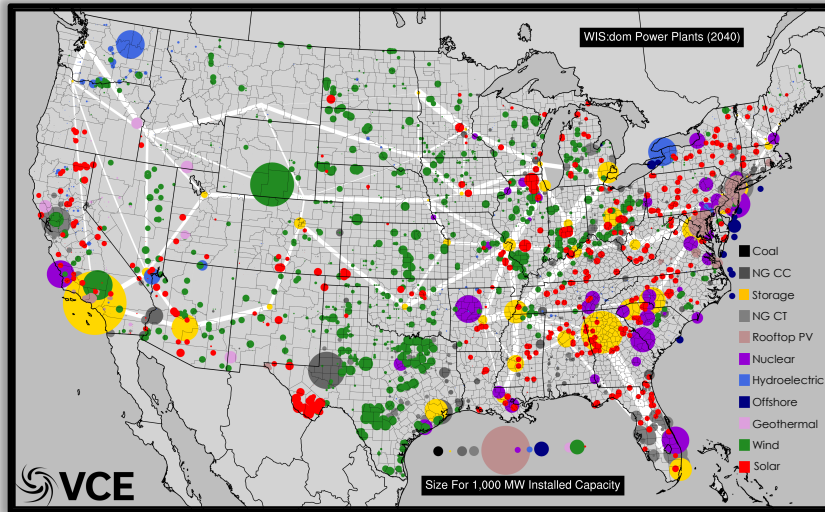 WIS:dom Power Plants (2040)
Coal
NG CC
Storage
NG CT
Rooftop PV
Nuclear
Hydroelectric
Offshore
Geothermal
Wind
Solar
Size For 1,000 MW Installed Capacity
VCE